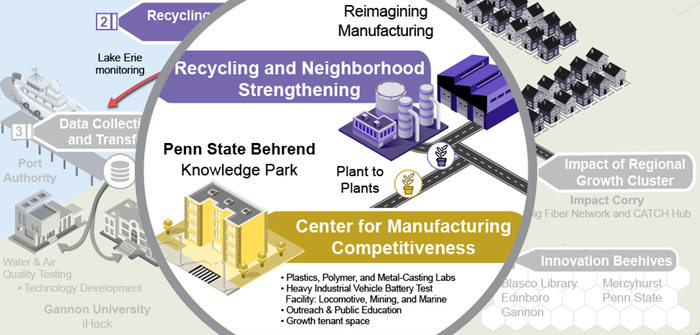 2 Recycling
Lake Erie
monitoring
3 Data Collecti
and Transf
Port
Authority
Water & Air
Quality Testing
• Technology Development
Gannon University
iHack
Reimagining
Manufacturing
Recycling and Neighborhood
Strengthening
Penn State Behrend
Knowledge Park
Plant to
Plants
Center for Manufacturing
Competitiveness
• Plastics, Polymer, and Metal-Casting Labs
• Heavy Industrial Vehicle Battery Test
Facility: Locomotive, Mining, and Marine
• Outreach & Public Education
• Growth tenant space
Impact of Regional
Growth Cluster
Impact Corry
ig Fiber Network and CATCH Hub
Innovation Beehives
Blasco Library
Edinboro
Gannon
Mercyhurst
Penn State